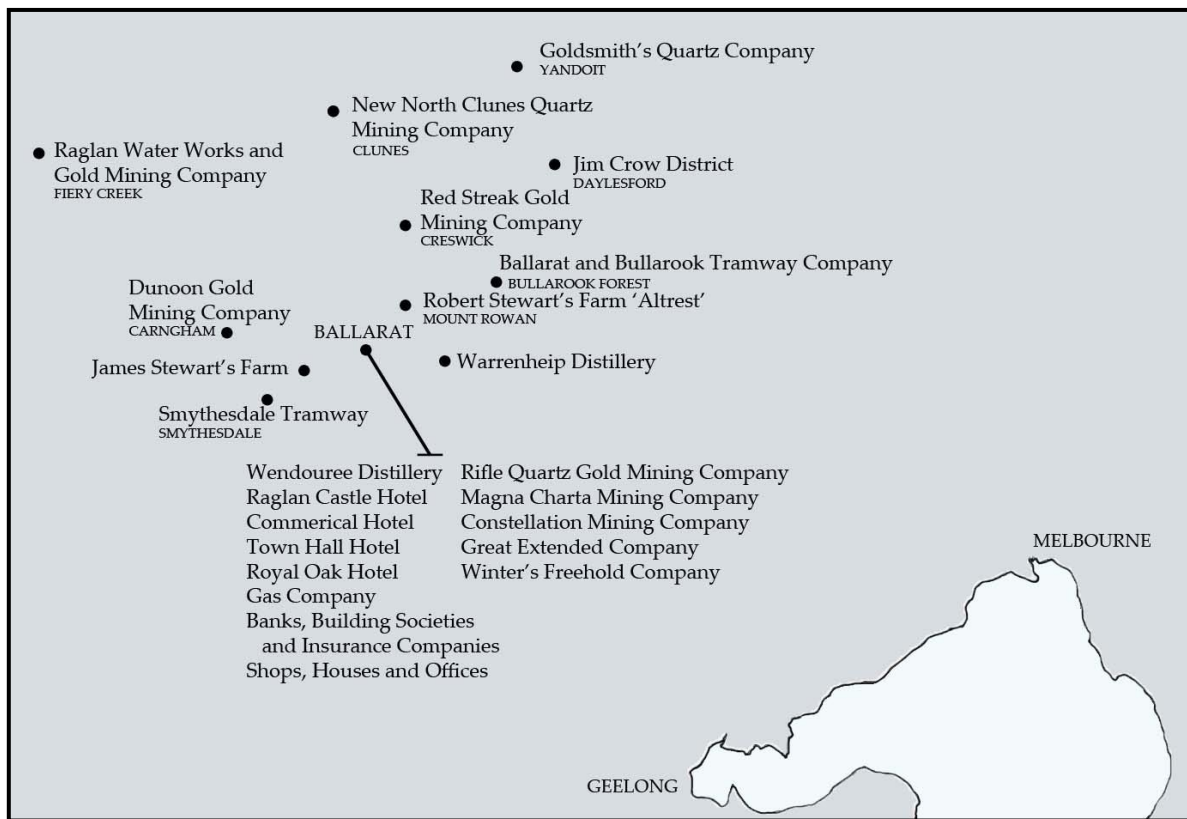 Goldsmith’s Quartz Company
YANDOIT
New North Clunes Quartz
Mining Company
CLUNES
Raglan Water Works and
Gold Mining Company
FIERY CREEK
Jim Crow District
DAYLESFORD
Red Streak Gold
Mining Company
CRESWICK
Ballarat and Bullarook Tramway Company
BULLAROOK FOREST
Dunoon Gold
Mining Company
CARNGHAM
Robert Stewart’s Farm ‘Altrest’
MOUNT ROWAN
BALLARAT
Warrenheip Distillery
James Stewart’s Farm
Smythesdale Tramway
SMYTHESDALE
Wendouree Distillery
Raglan Castle Hotel
Commerical Hotel
Town Hall Hotel
Royal Oak Hotel
Gas Company
Banks, Building Societies
and Insurance Companies
Shops, Houses and Offices
Rifle Quartz Gold Mining Company
Magna Charta Mining Company
Constellation Mining Company
Great Extended Company
Winter’s Freehold Company
MELBOURNE
GEELONG